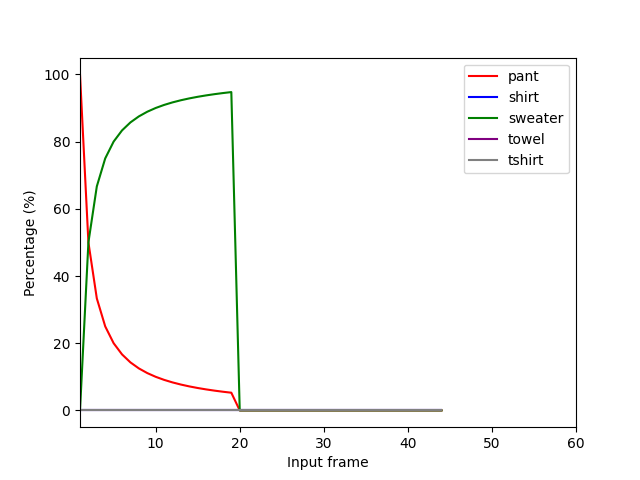 100
80
60
40
20
0
Percentage (%)
10 20 30 40 50 60
Input frame
pant
shirt
sweater
towel
tshirt